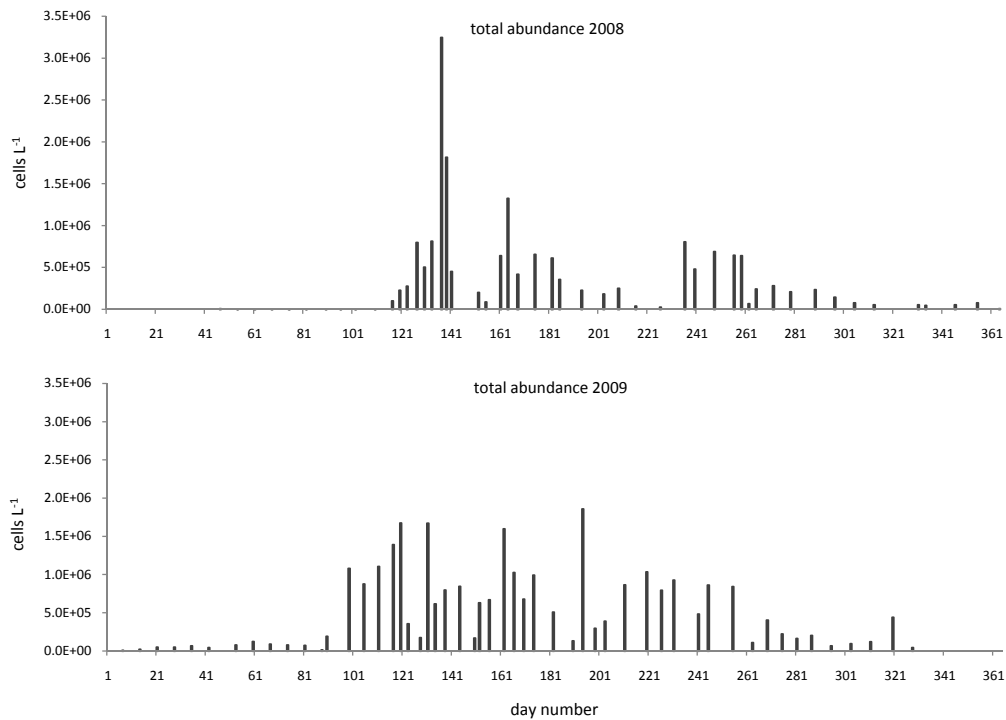 total abundance 2008
3.5E+06
3.0E+06
2.5E+06
2.0E+06
1.5E+06
1.0E+06
5.0E+05
0.0E+00
cells L⁻¹
1 21 41 61 81 101 121 141 161 181 201 221 241 261 281 301 321 341 361
total abundance 2009
3.5E+06
3.0E+06
2.5E+06
2.0E+06
1.5E+06
1.0E+06
5.0E+05
0.0E+00
cells L⁻¹
1 21 41 61 81 101 121 141 161 181 201 221 241 261 281 301 321 341 361
day number